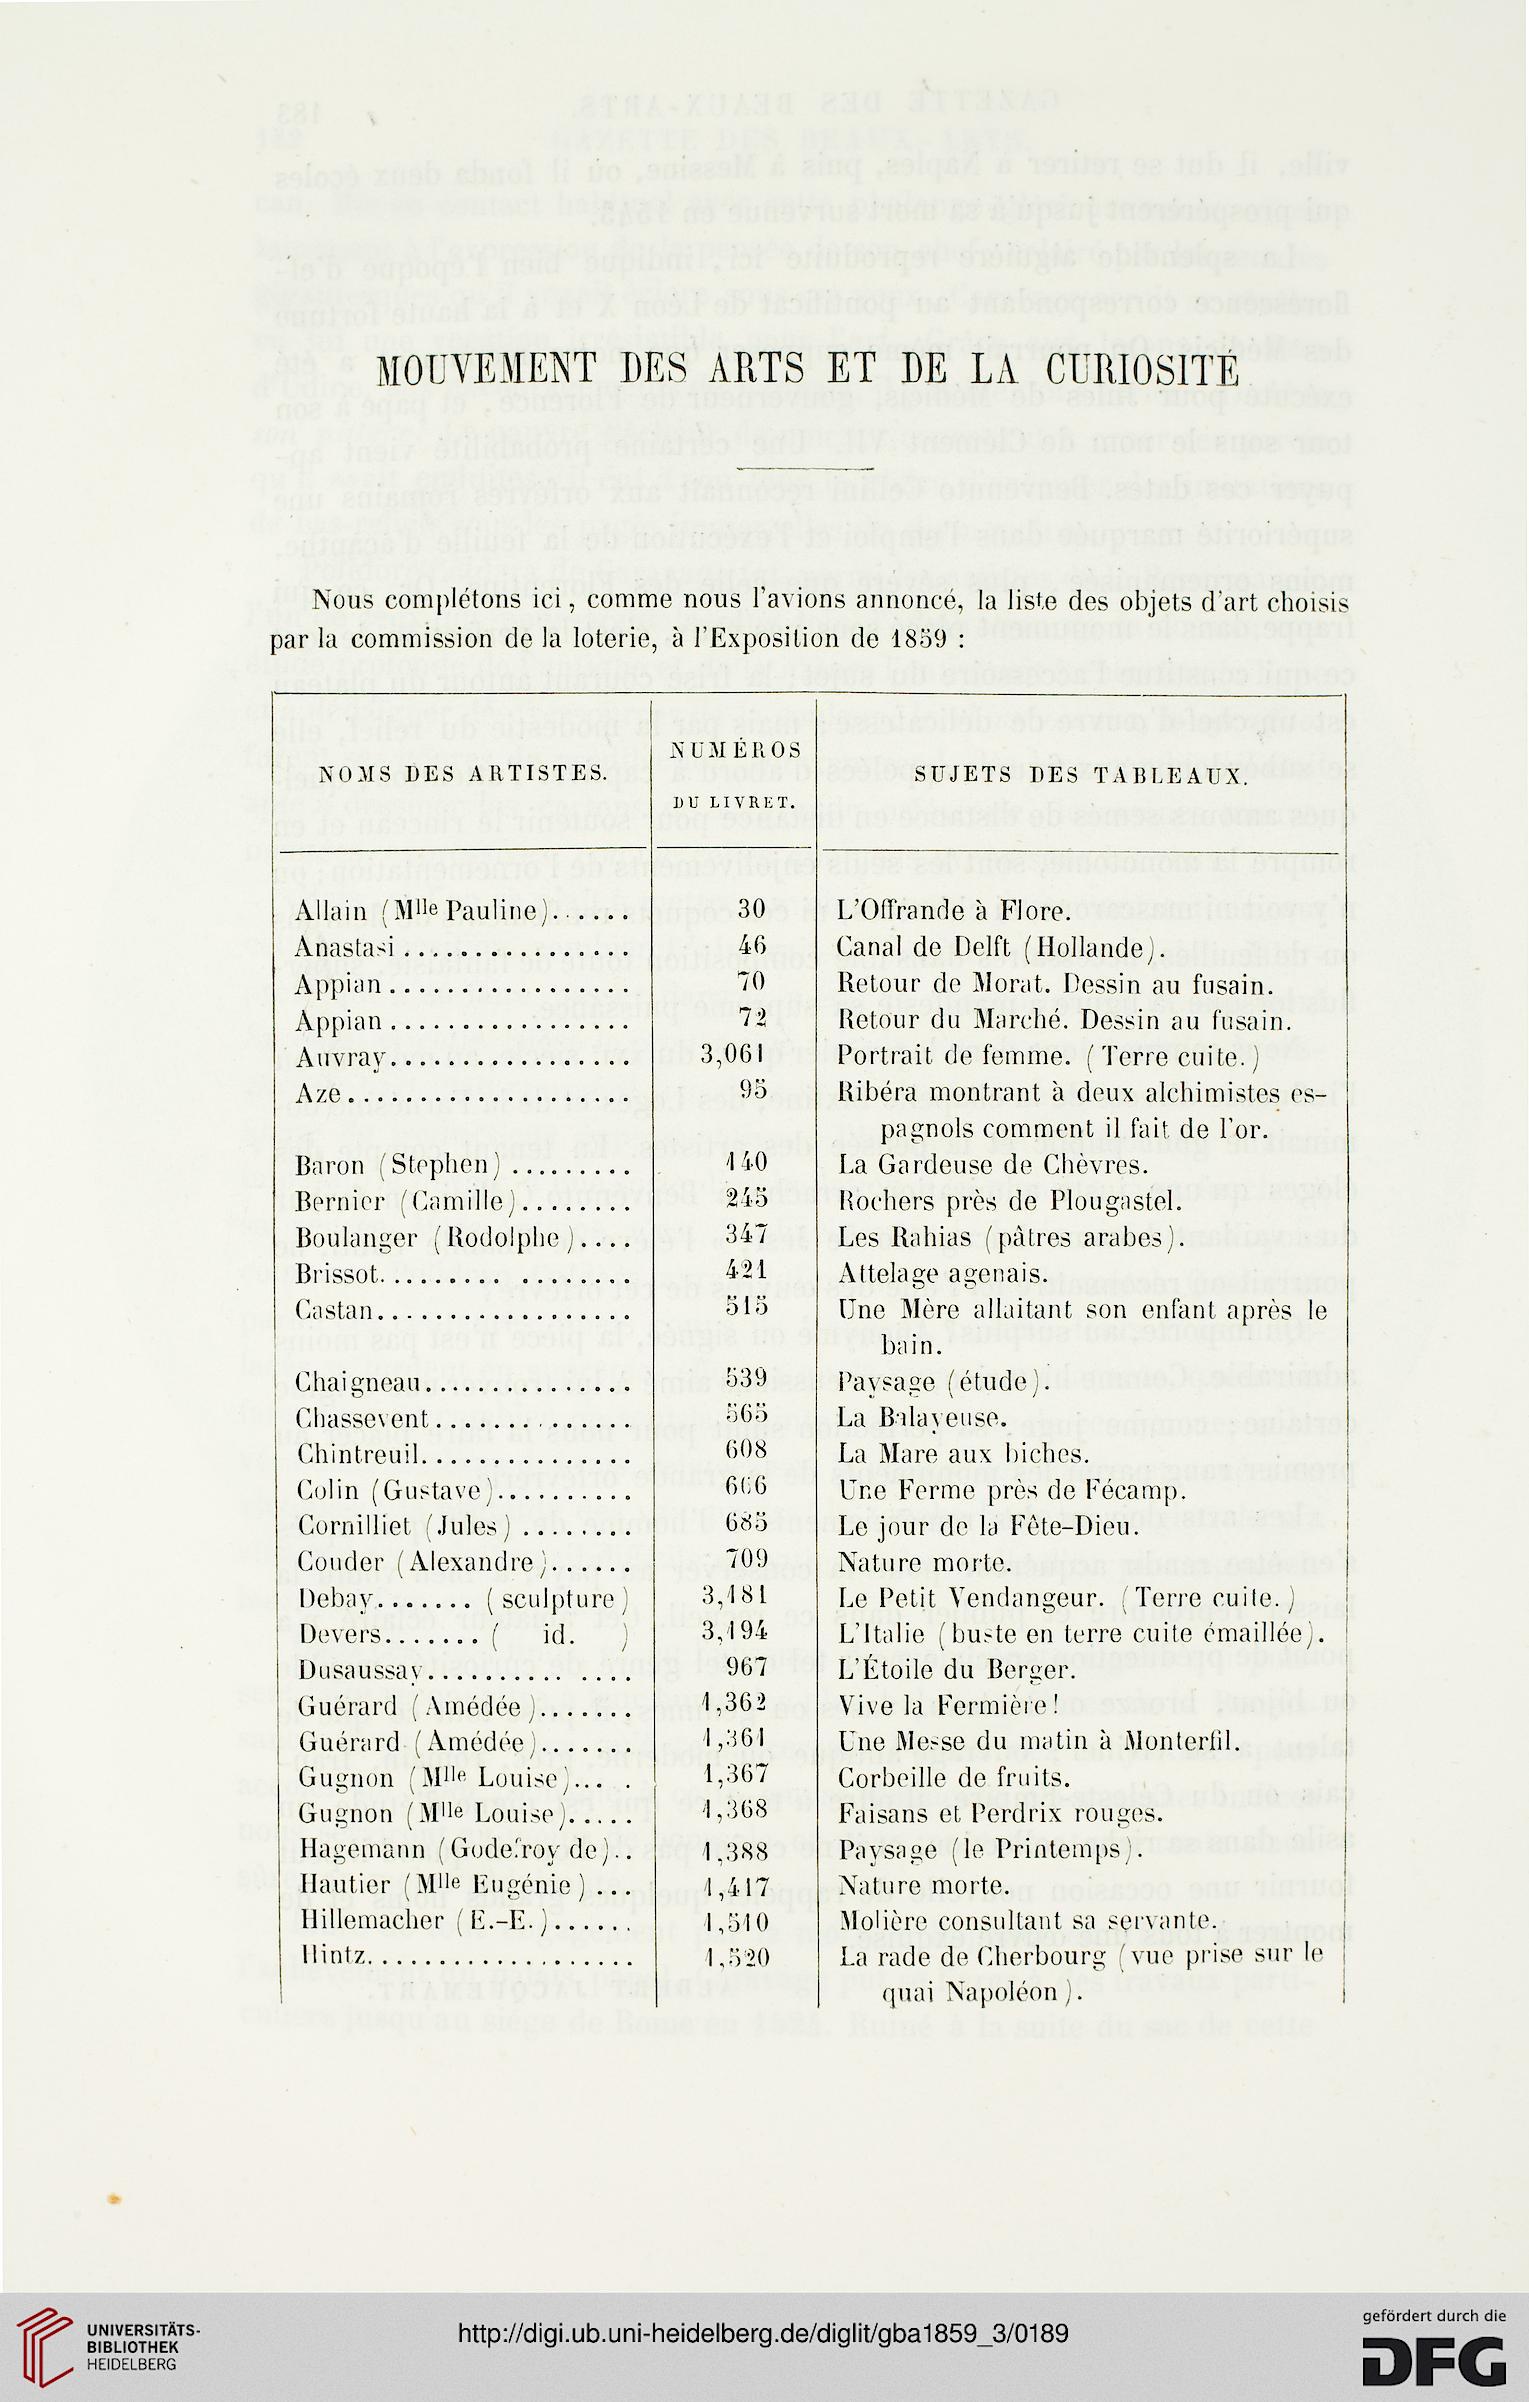 MOUVEMENT DES ARTS ET DE LA CURIOSITÉ
Nous complétons ici, comme nous l'avions annoncé, la liste des objets d'art choisis
par la commission de la loterie, à l'Exposition de 1859 :
NOMS DES ARTISTES. NUMÉROS DU LIVRET. SUJETS DES TABLEAUX.
Allain (Mlle Pauline)...... 30 L'Offrande à Flore.
Anastasi................ 46 Canal de Delft (Hollande).
Appian................. 70 Retour de Morat. Dessin au fusain.
Appian................. 72 Retour du Marché. Dessin au fusain.
Auvray................. 3,061 Portrait de femme. (Terre cuite.)
Aze.................... 95 Ribéra montrant à deux alchimistes es-
pagnols comment il fait de l'or.
Baron (Stephen)......... 140 La Gardeuse de Chèvres.
Bernier (Camille)........ 245 Rochers près de Plougastel.
Boulanger (Rodolphe).... 347 Les Rahias (pâtres arabes).
Brissot......... ........ 421 Attelage agenais.
Castan.................. 515 Une Mère allaitant son enfant après le
bain.
Chaigneau............... 539 Paysage (étude).
Chassevent.............. 565 La Balayeuse.
Chintreuil............... 608 La Mare aux biches.
Colin (Gustave).......... 666 Une Ferme près de Fécamp.
Cornilliet (Jules)........ 685 Le jour de la Fête-Dieu.
Couder (Alexandre)...... 709 Nature morte.
Debay....... (sculpture) 3,181 Le Petit Vendangeur. (Terre cuite.)
Devers....... ( id. ) 3,194 L'Italie (buste en terre cuite émaillée).
Dusaussay.......... .... 967 L'Étoile du Berger.
Guérard (Amédée)....... 1,362 Vive la Fermière!
Guérard (Amédée)....... 1,361 Une Messe du matin à Monterfil.
Gugnon (Mlle Louise)... . 1,367 Corbeille de fruits.
Gugnon (Mlle Louise)..... 1,368 Faisans et Perdrix rouges.
Hagemann (Godefroy de).. 1,388 Paysage (le Printemps).
Hautier (Mlle Eugénie)... 1,417 Nature morte.
Hillemacher (E.-E.)...... 1,510 Molière consultant sa servante.
Hintz................... 1,520 La rade de Cherbourg (vue prise sur le
quai Napoléon).
UNIVERSITÄTS-
BIBLIOTHEK
HEIDELBERG
http://digi.ub.uni-heidelberg.de/diglit/gba1859_3/0189
gefördert durch die
DFG